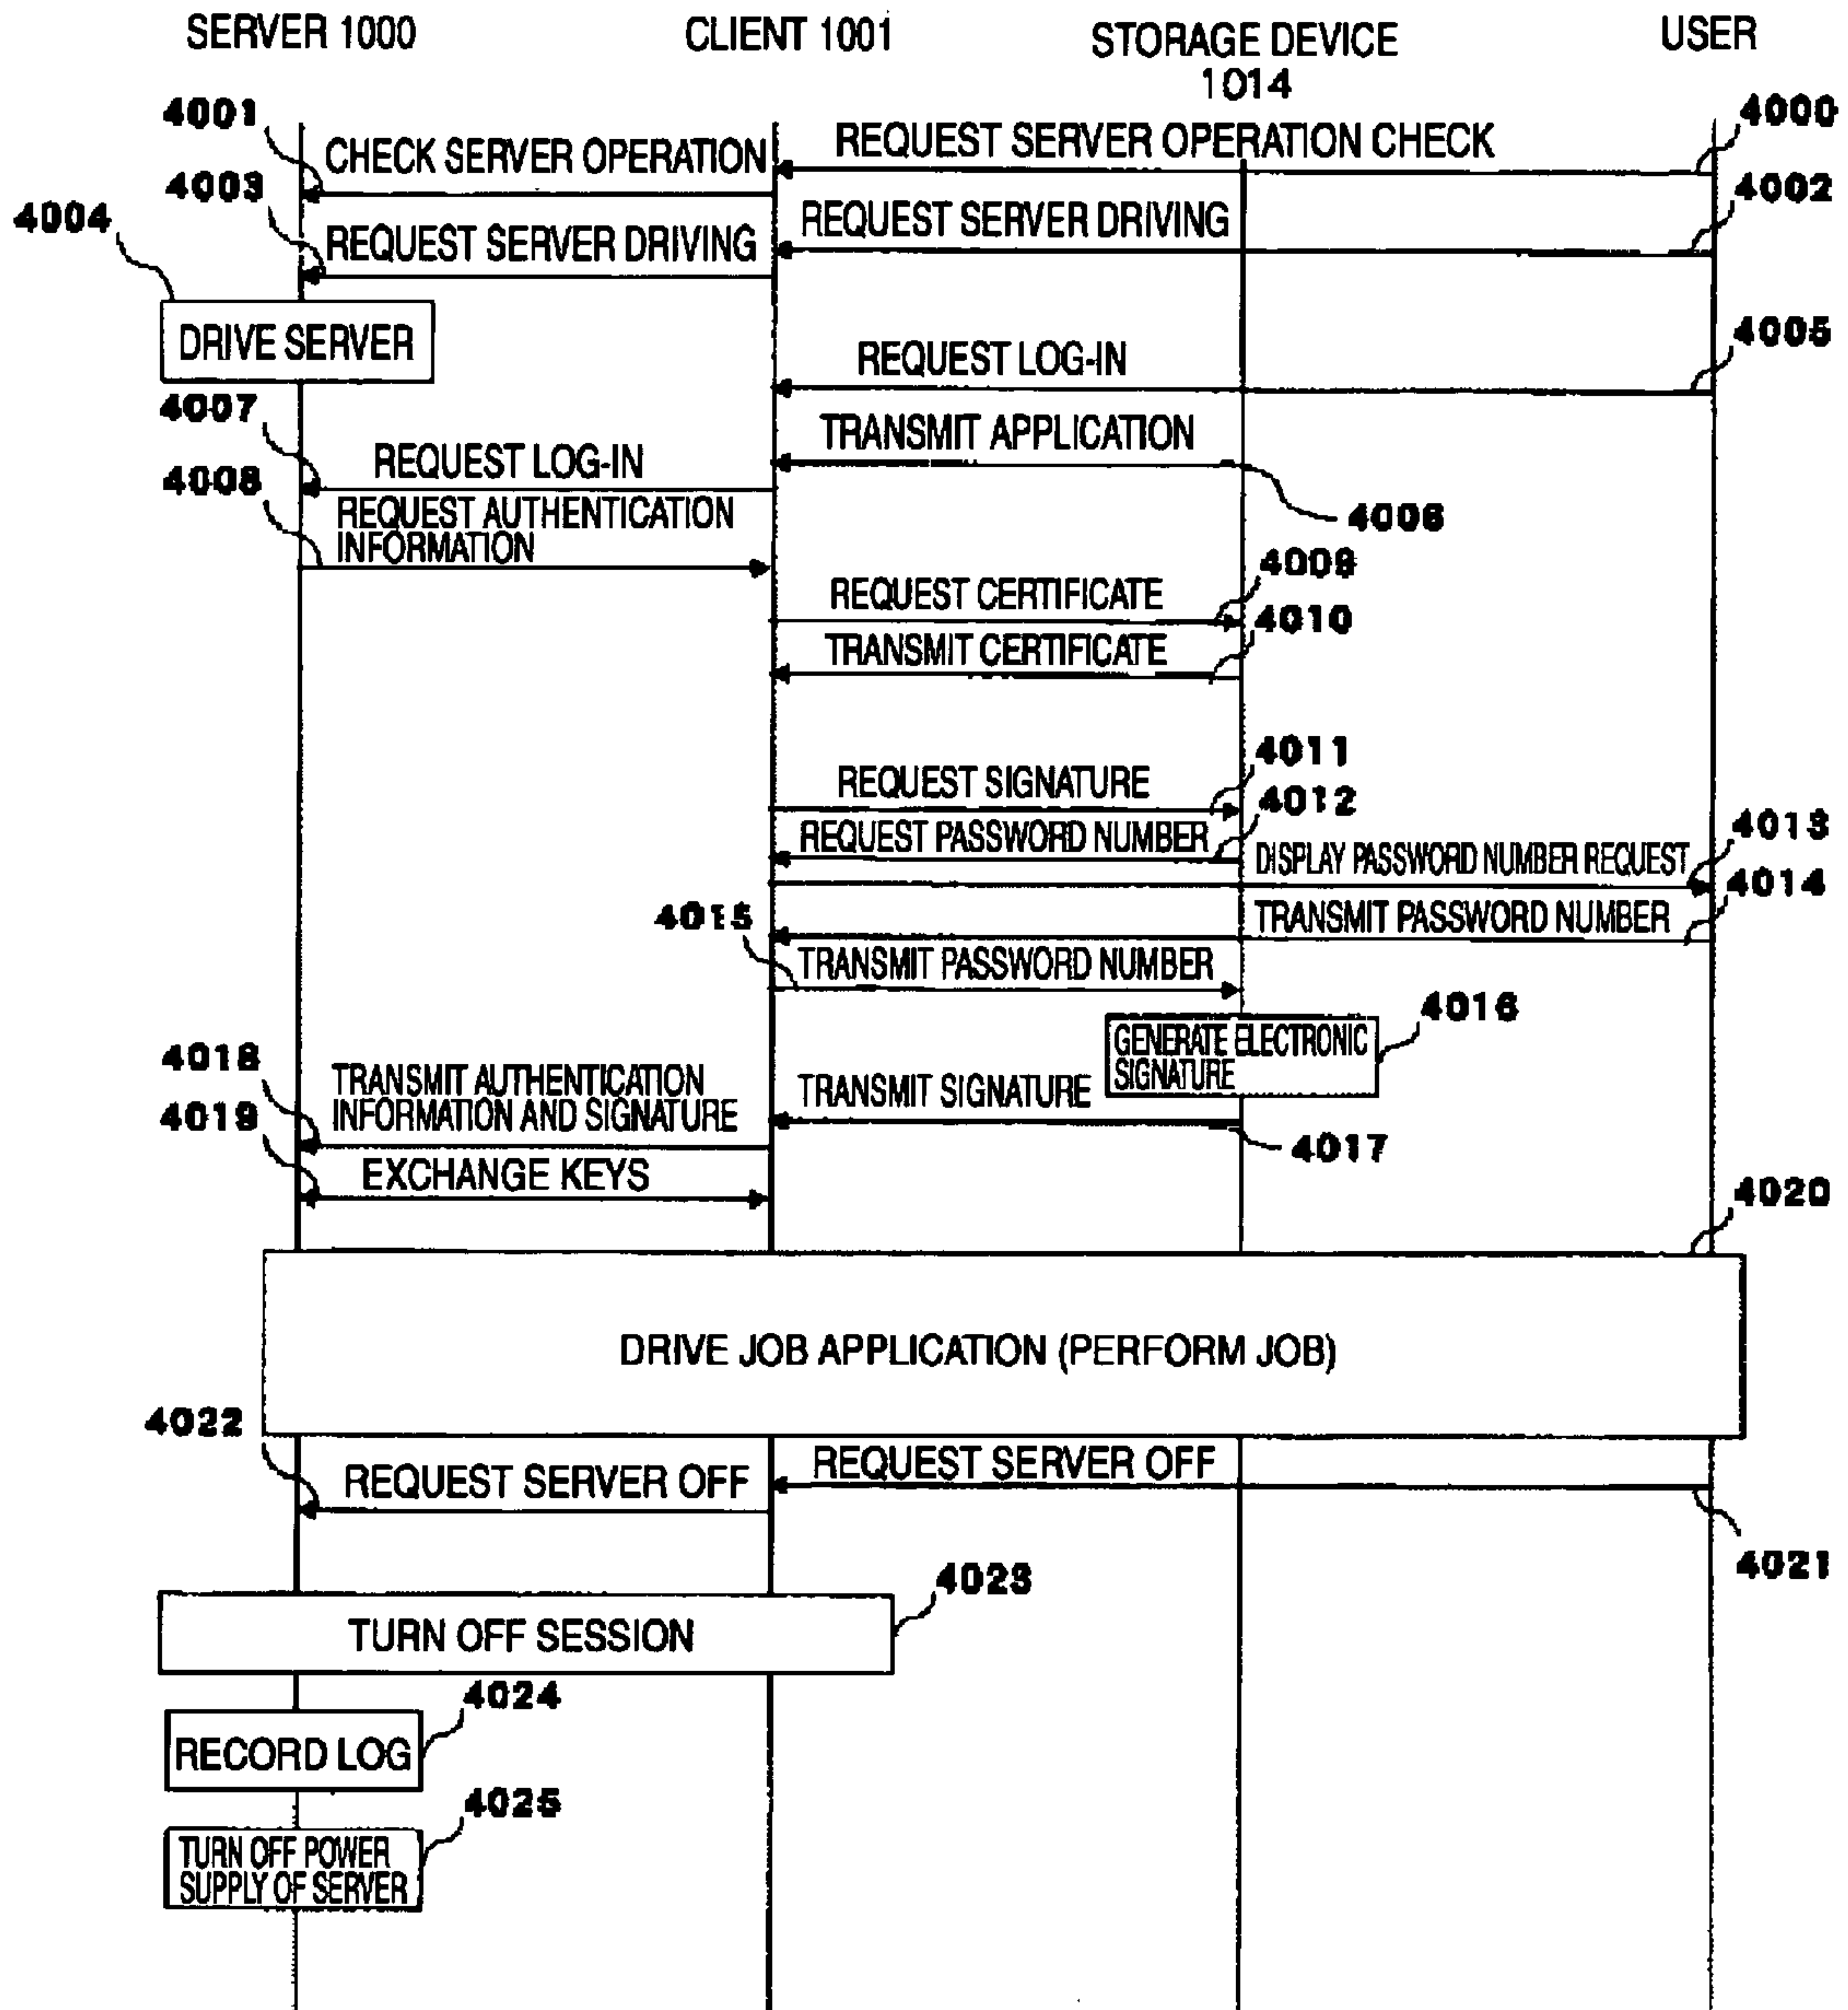 SERVER 1000
CLIENT 1001
STORAGE DEVICE
1014
USER
4001
4000
REQUEST SERVER OPERATION CHECK
CHECK SERVER OPERATION
4003
4002
4004
REQUEST SERVER DRIVING
REQUEST SERVER DRIVING
DRIVE SERVER
4005
REQUEST LOG-IN
4007
TRANSMIT APPLICATION
REQUEST LOG-IN
4008
4006
REQUEST AUTHENTICATION
INFORMATION
4009
REQUEST CERTIFICATE
4010
TRANSMIT CERTIFICATE
4011
REQUEST SIGNATURE
4012
REQUEST PASSWORD NUMBER
4013
DISPLAY PASSWORD NUMBER REQUEST
4014
4015
TRANSMIT PASSWORD NUMBER
TRANSMIT PASSWORD NUMBER
4016
GENERATE ELECTRONIC
SIGNATURE
4018
TRANSMIT AUTHENTICATION
INFORMATION AND SIGNATURE
TRANSMIT SIGNATURE
4019
4017
EXCHANGE KEYS
4020
DRIVE JOB APPLICATION (PERFORM JOB)
4022
REQUEST SERVER OFF
REQUEST SERVER OFF
4021
4023
TURN OFF SESSION
4024
RECORD LOG
4025
TURN OFF POWER
SUPPLY OF SERVER